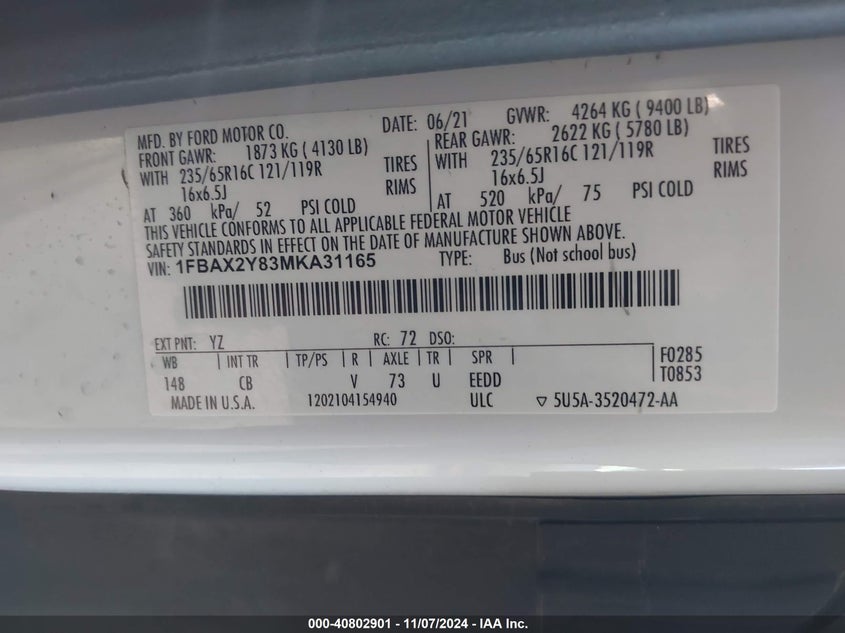 MFD. BY FORD MOTOR CO. DATE: 06/21 GVWR: 4264 KG ( 9400 LB)
FRONT GAWR: 1873 KG ( 4130 LB) REAR GAWR: 2622 KG ( 5780 LB)
WITH 235/65R16C 121/119R TIRES WITH 235/65R16C 121/119R TIRES
16x6.5J RIMS 16x6.5J RIMS
AT 360 kPa/ 52 PSI COLD AT 520 kPa/ 75 PSI COLD
THIS VEHICLE CONFORMS TO ALL APPLICABLE FEDERAL MOTOR VEHICLE
SAFETY STANDARDS IN EFFECT ON THE DATE OF MANUFACTURE SHOWN ABOVE.
VIN: 1FBAX2Y83MKA31165 TYPE: Bus (Not school bus)
EXT PNT: YZ RC: 72 DSO:
WB INT TR TP/PS R AXLE TR SPR F0285
148 CB V 73 U EEDD T0853
MADE IN U.S.A. 1202104154940 ULC ▽ 5U5A-3520472-AA
000-40802901 - 11/07/2024 - IAA Inc.